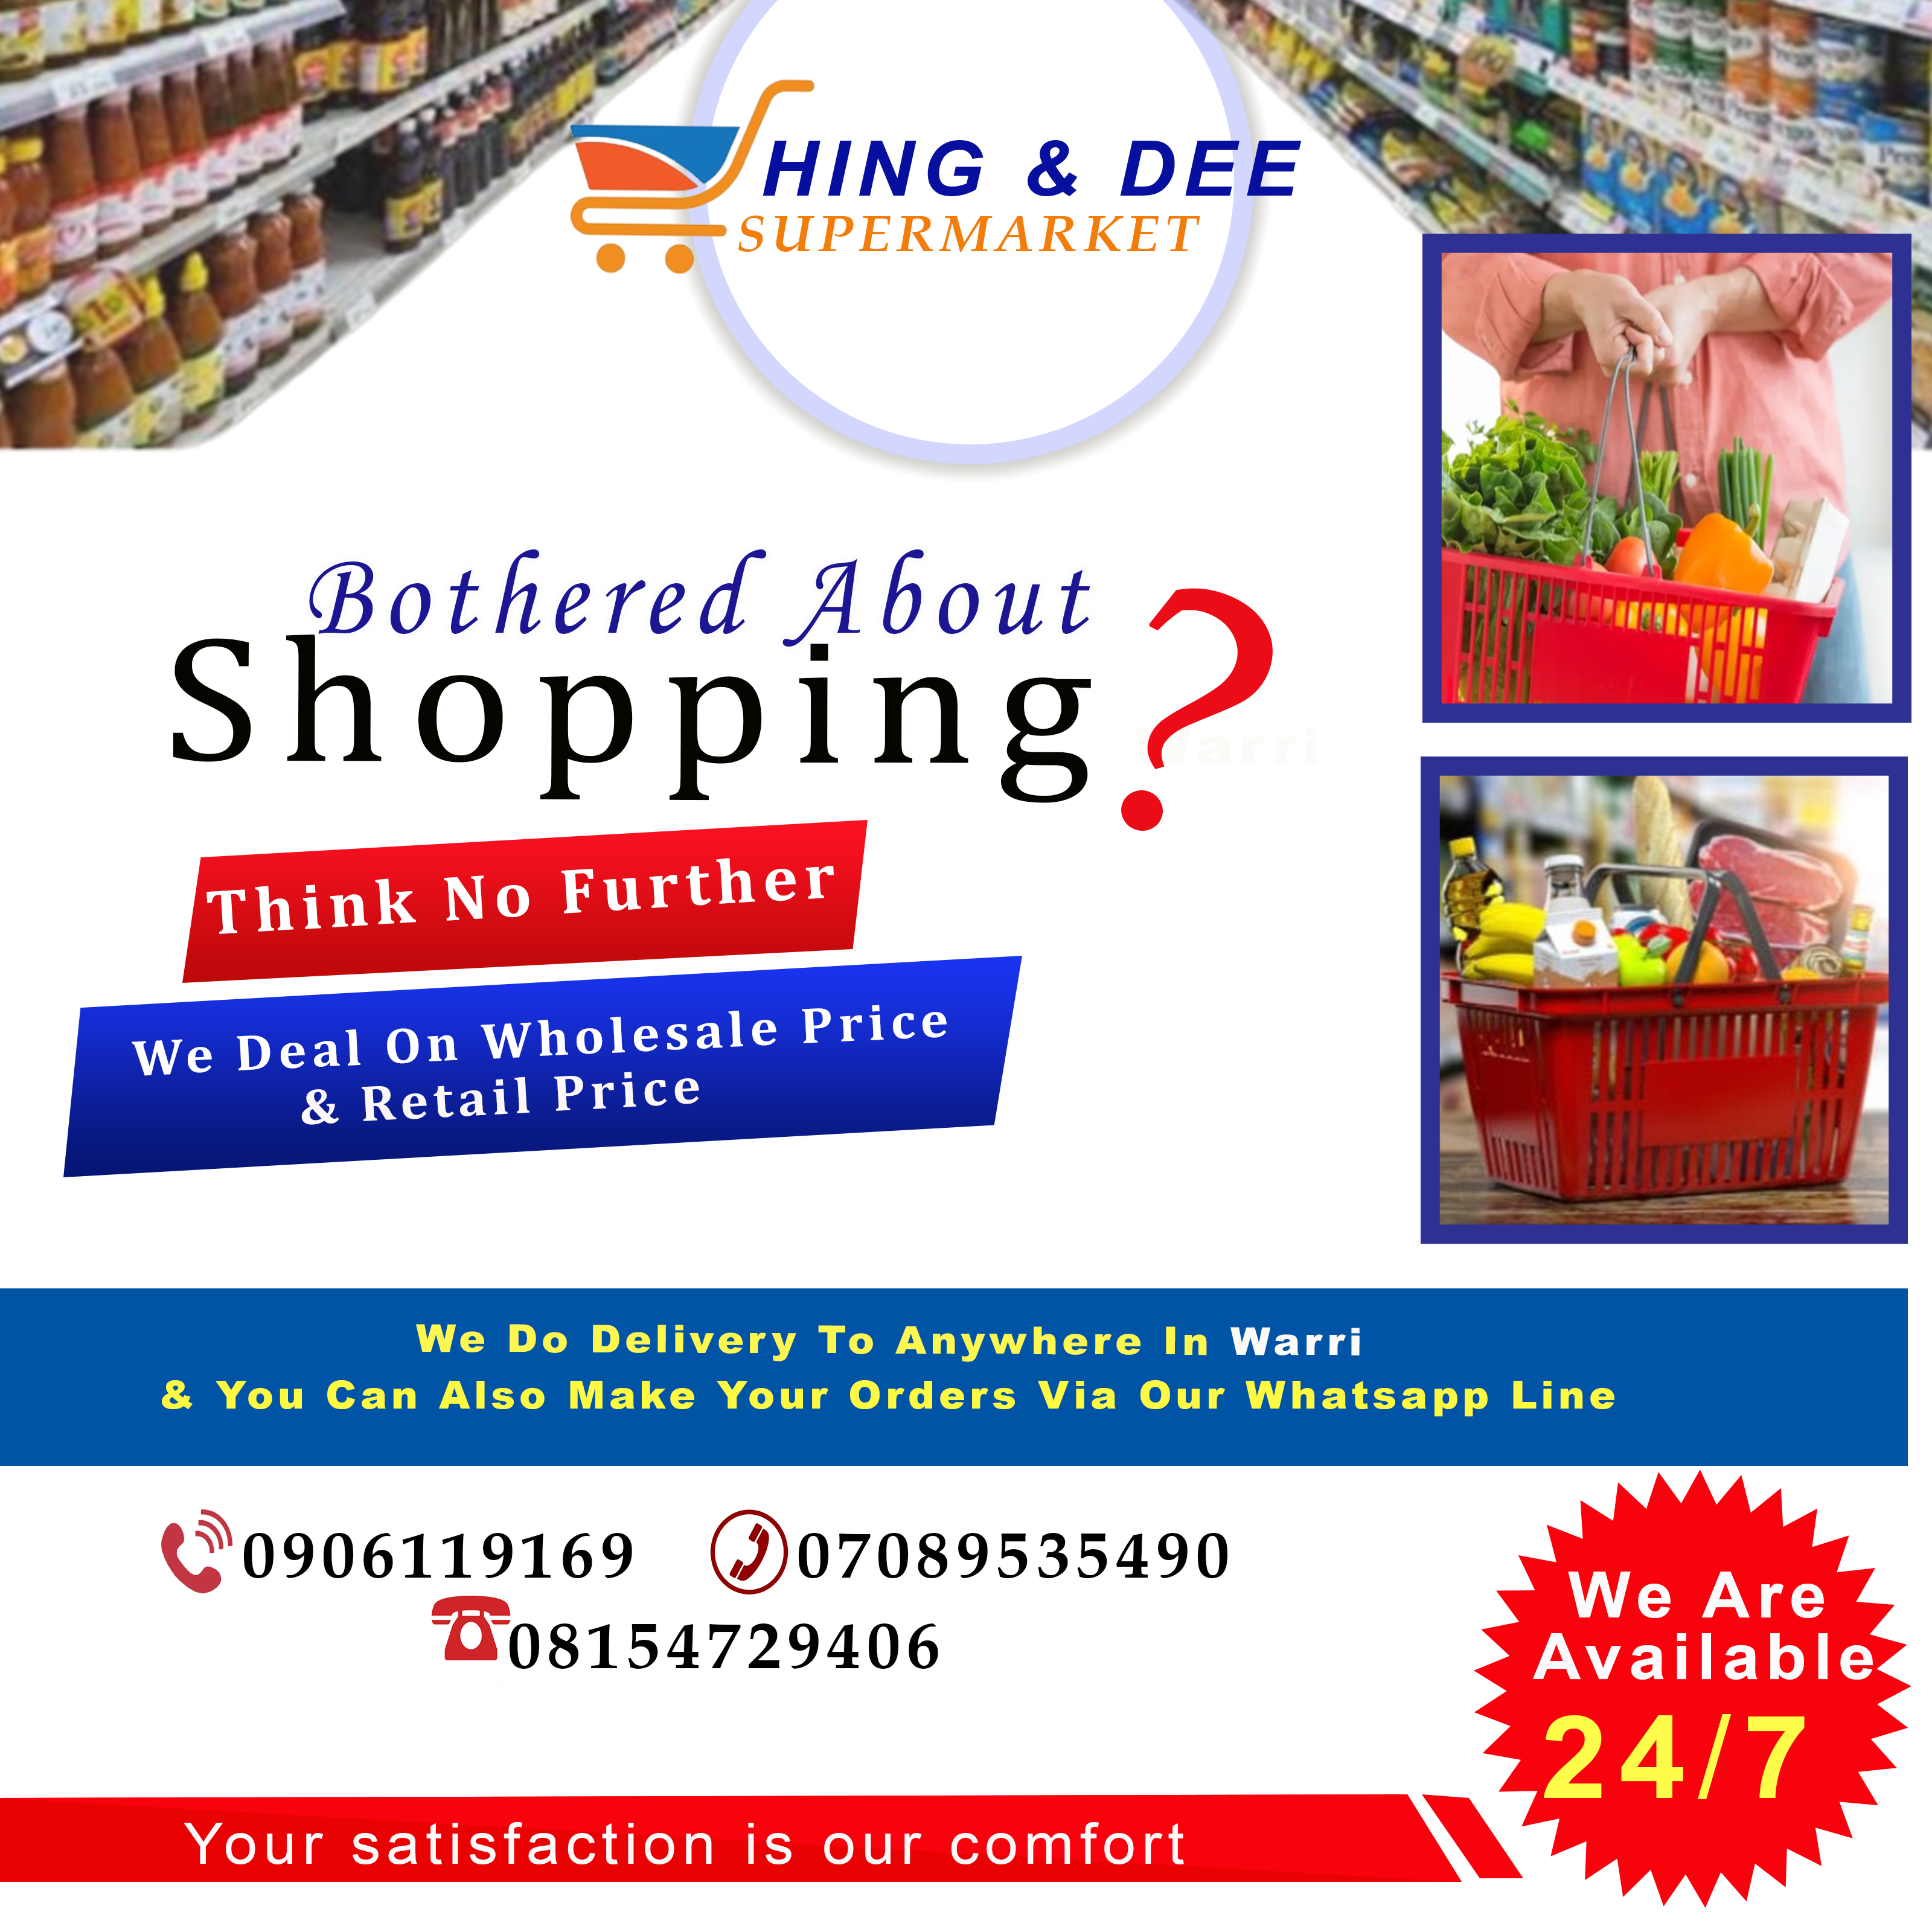 HING & DEE
SUPERMARKET
Bothered About
Shopping?
Warri
Think No Further
We Deal On Wholesale Price
& Retail Price
We Do Delivery To Anywhere In Warri
& You Can Also Make Your Orders Via Our Whatsapp Line
0906119169
07089535490
08154729406
We Are
Available
24/7
Your satisfaction is our comfort